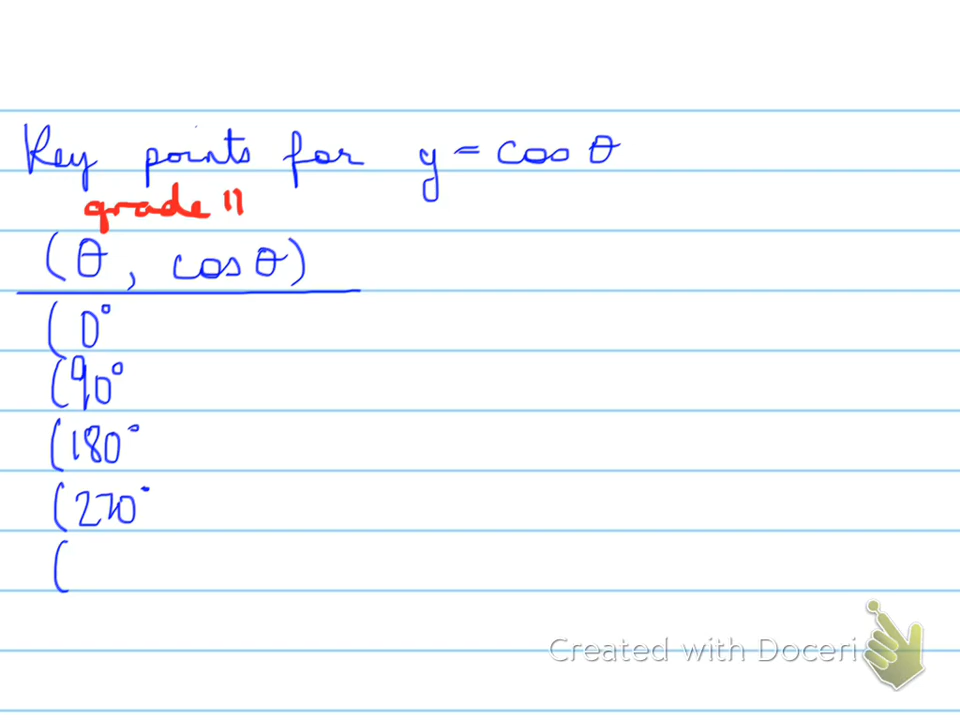 Key points for y = cos θ
grade 11
(θ, cos θ)
(0°
(90°
(180°
(270°
(
Created with Doceri